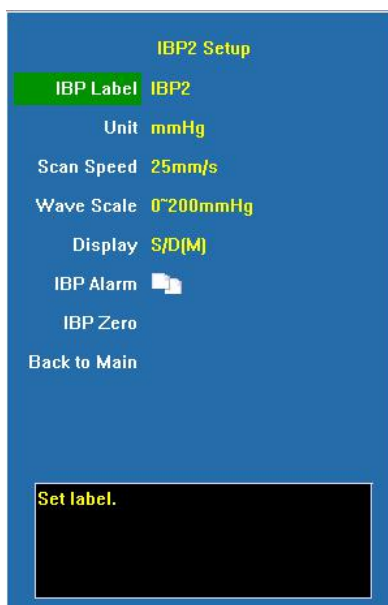 IBP2 Setup
IBP Label IBP2
Unit mmHg
Scan Speed 25mm/s
Wave Scale 0~200mmHg
Display S/D(M)
IBP Alarm
IBP Zero
Back to Main
Set label.